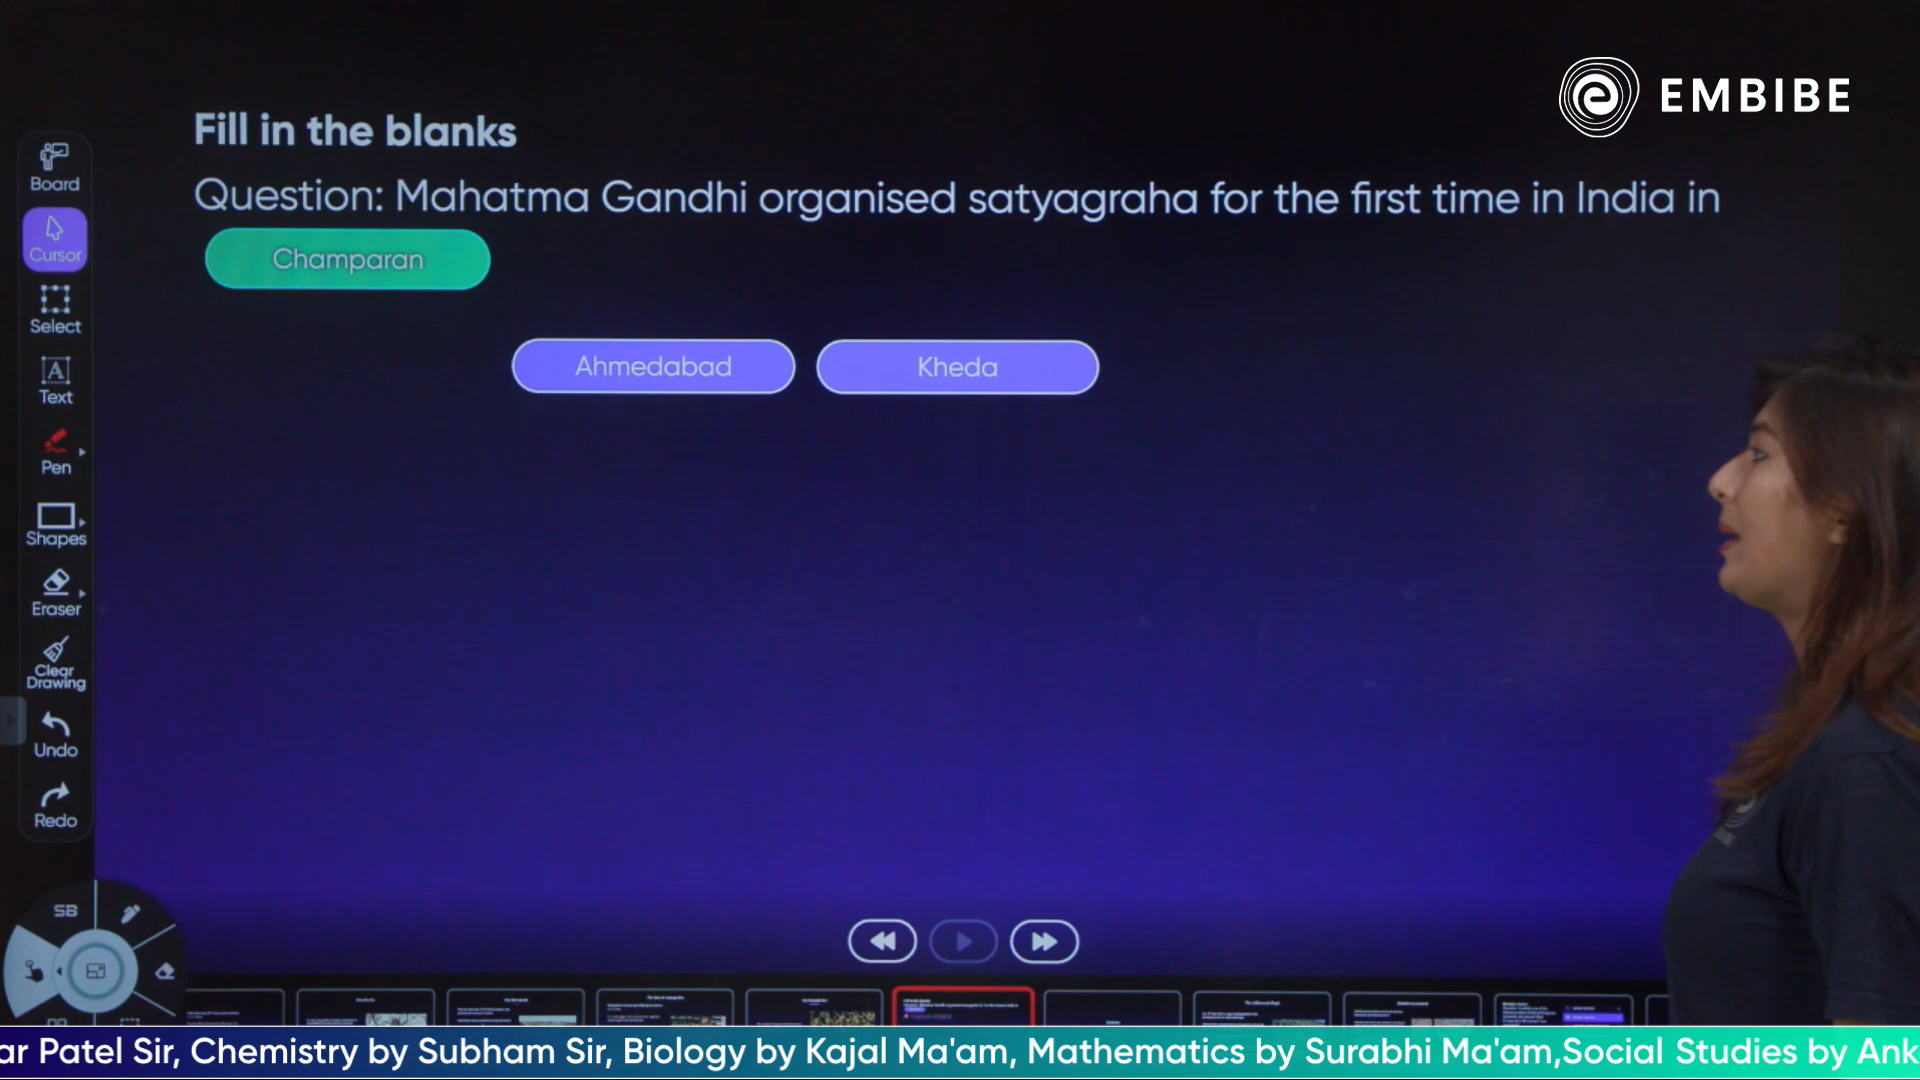 EMBIBE
Fill in the blanks
Question: Mahatma Gandhi organised satyagraha for the first time in India in
Champaran
Ahmedabad
Kheda
Board
Cursor
Select
A
Text
Pen
Shapes
Eraser
Clear
Drawing
Undo
Redo
SB
ar Patel Sir, Chemistry by Subham Sir, Biology by Kajal Ma'am, Mathematics by Surabhi Ma'am,Social Studies by Ank